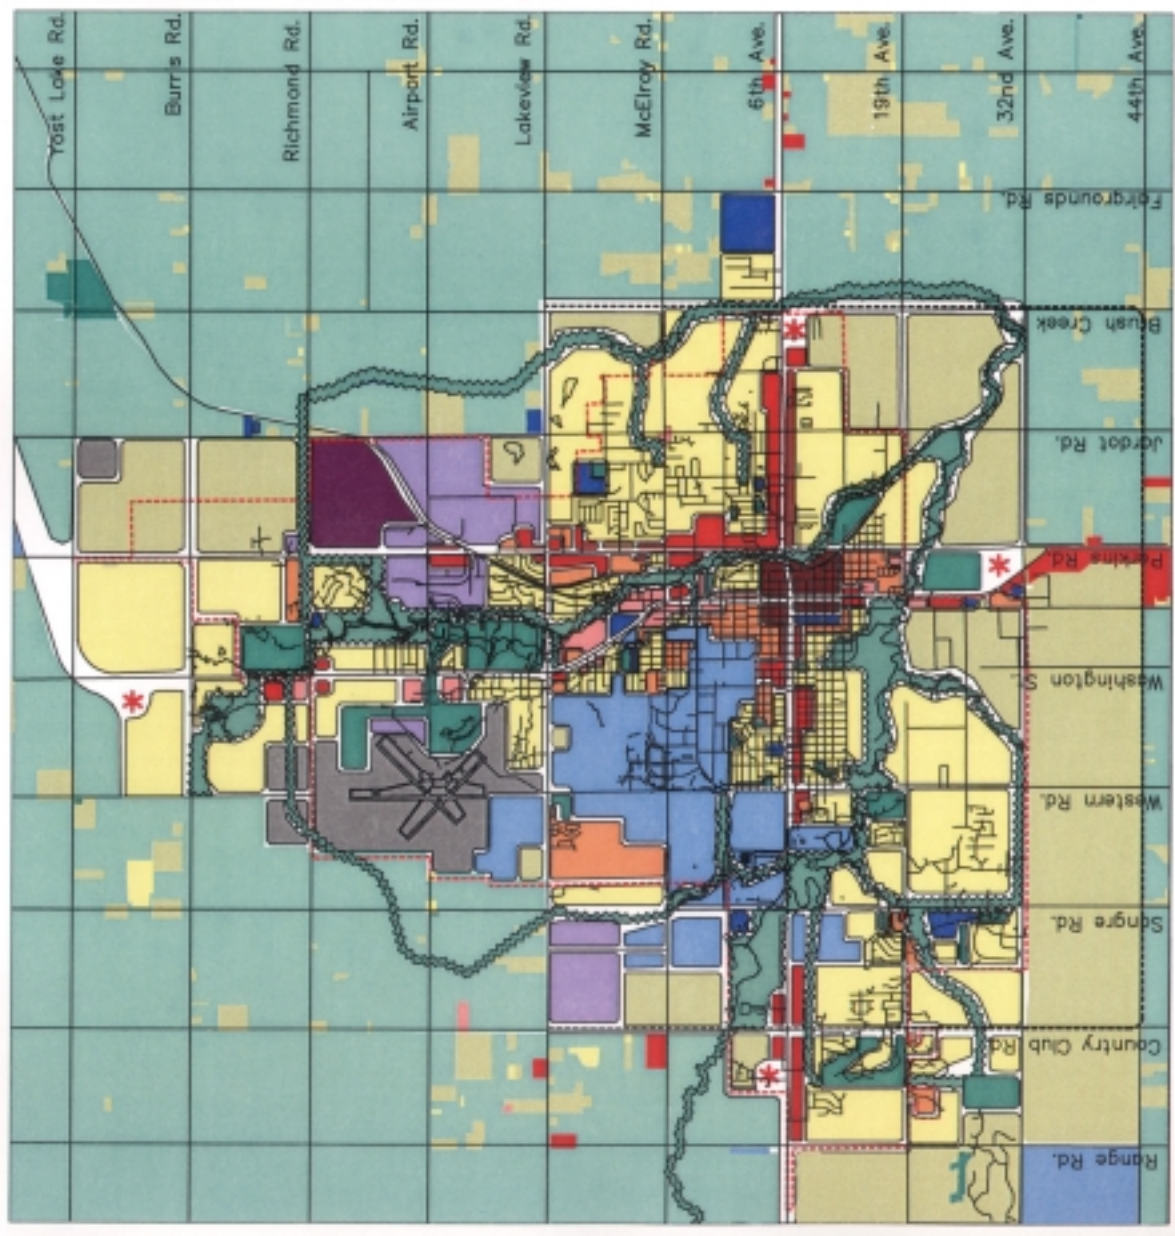 Yost Lake Rd.
Burris Rd.
Richmond Rd.
Airport Rd.
Lakeview Rd.
McElroy Rd.
6th Ave.
19th Ave.
32nd Ave.
44th Ave.
Fairgrounds Rd.
Brush Creek
Jardot Rd.
Perkins
Rd.
Washington St.
Western Rd.
Sangre Rd.
Country Club Rd.
Range Rd.